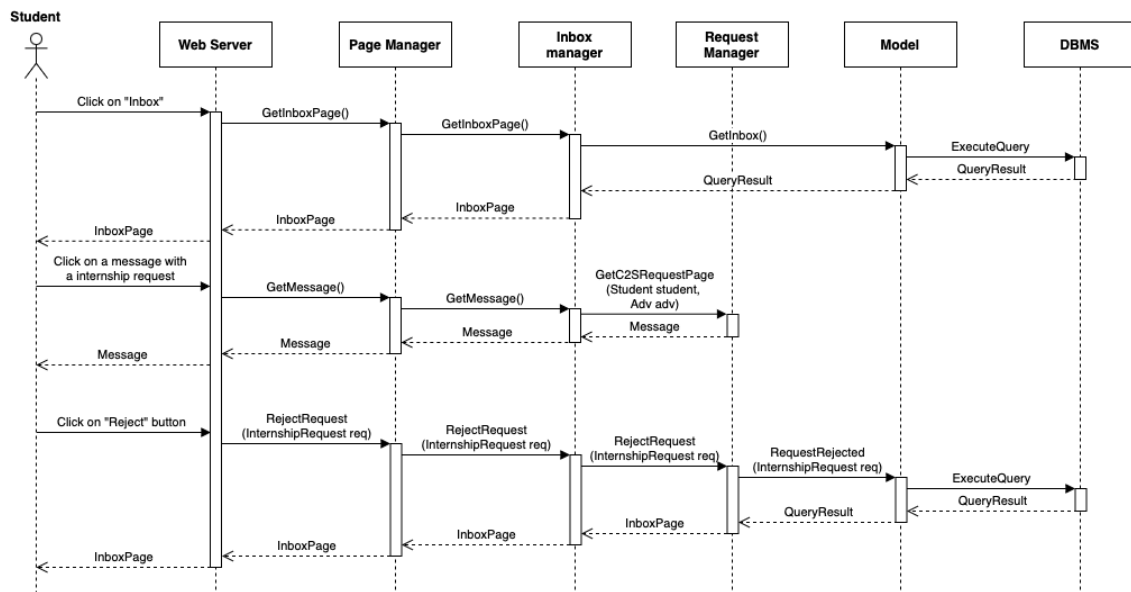 Student
Web Server
Page Manager
Inbox
manager
Request
Manager
Model
DBMS
Click on "Inbox"
GetInboxPage()
GetInboxPage()
GetInbox()
ExecuteQuery
QueryResult
QueryResult
InboxPage
InboxPage
InboxPage
Click on a message with
a internship request
GetMessage()
GetMessage()
GetC2SRequestPage
(Student student,
Adv adv)
Message
Message
Message
Message
Click on "Reject" button
RejectRequest
(InternshipRequest req)
RejectRequest
(InternshipRequest req)
RejectRequest
(InternshipRequest req)
RequestRejected
(InternshipRequest req)
ExecuteQuery
QueryResult
QueryResult
InboxPage
InboxPage
InboxPage
InboxPage